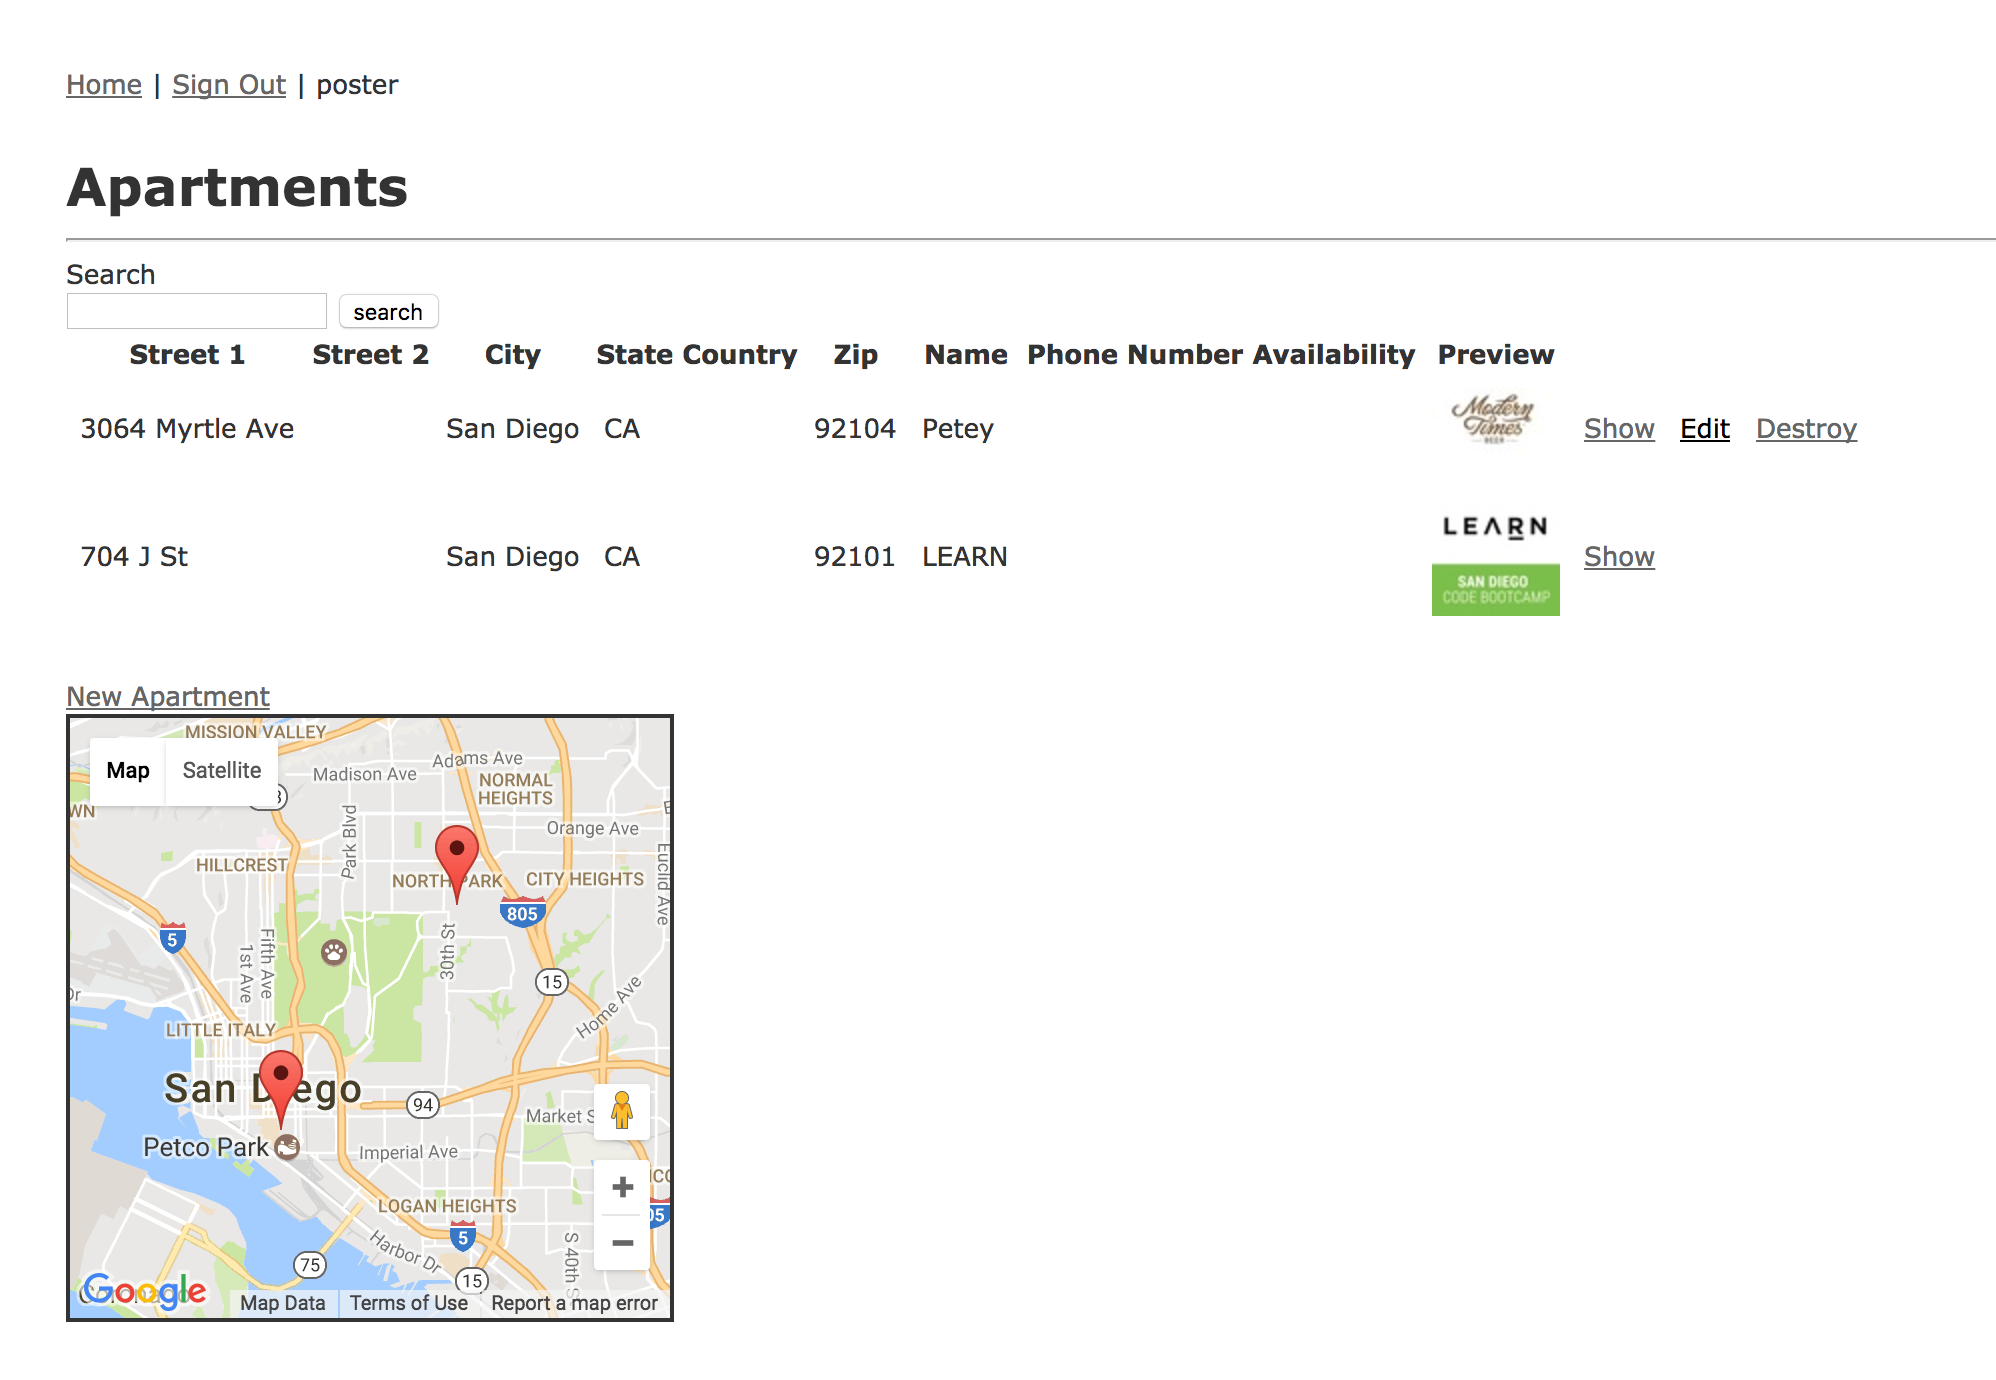 Home | Sign Out | poster
Apartments
Search
search
Street 1 Street 2 City State Country Zip Name Phone Number Availability Preview
3064 Myrtle Ave San Diego CA 92104 Petey Modern Times BEER Show Edit Destroy
704 J St San Diego CA 92101 LEARN LEARN SAN DIEGO CODE BOOTCAMP Show
New Apartment
MISSION VALLEY
Map Satellite
Adams Ave
Madison Ave
NORMAL HEIGHTS
WN
Orange Ave
Park Blvd
Euclid Ave
HILLCREST
NORTH PARK
CITY HEIGHTS
805
5
Fifth Ave
1st Ave
30th St
15
Dr
Home Ave
LITTLE ITALY
San Diego
94
Market S
Petco Park
Imperial Ave
LOGAN HEIGHTS
5
05
Harbor Dr
S 40th S
75
15
Google
Map Data Terms of Use Report a map error